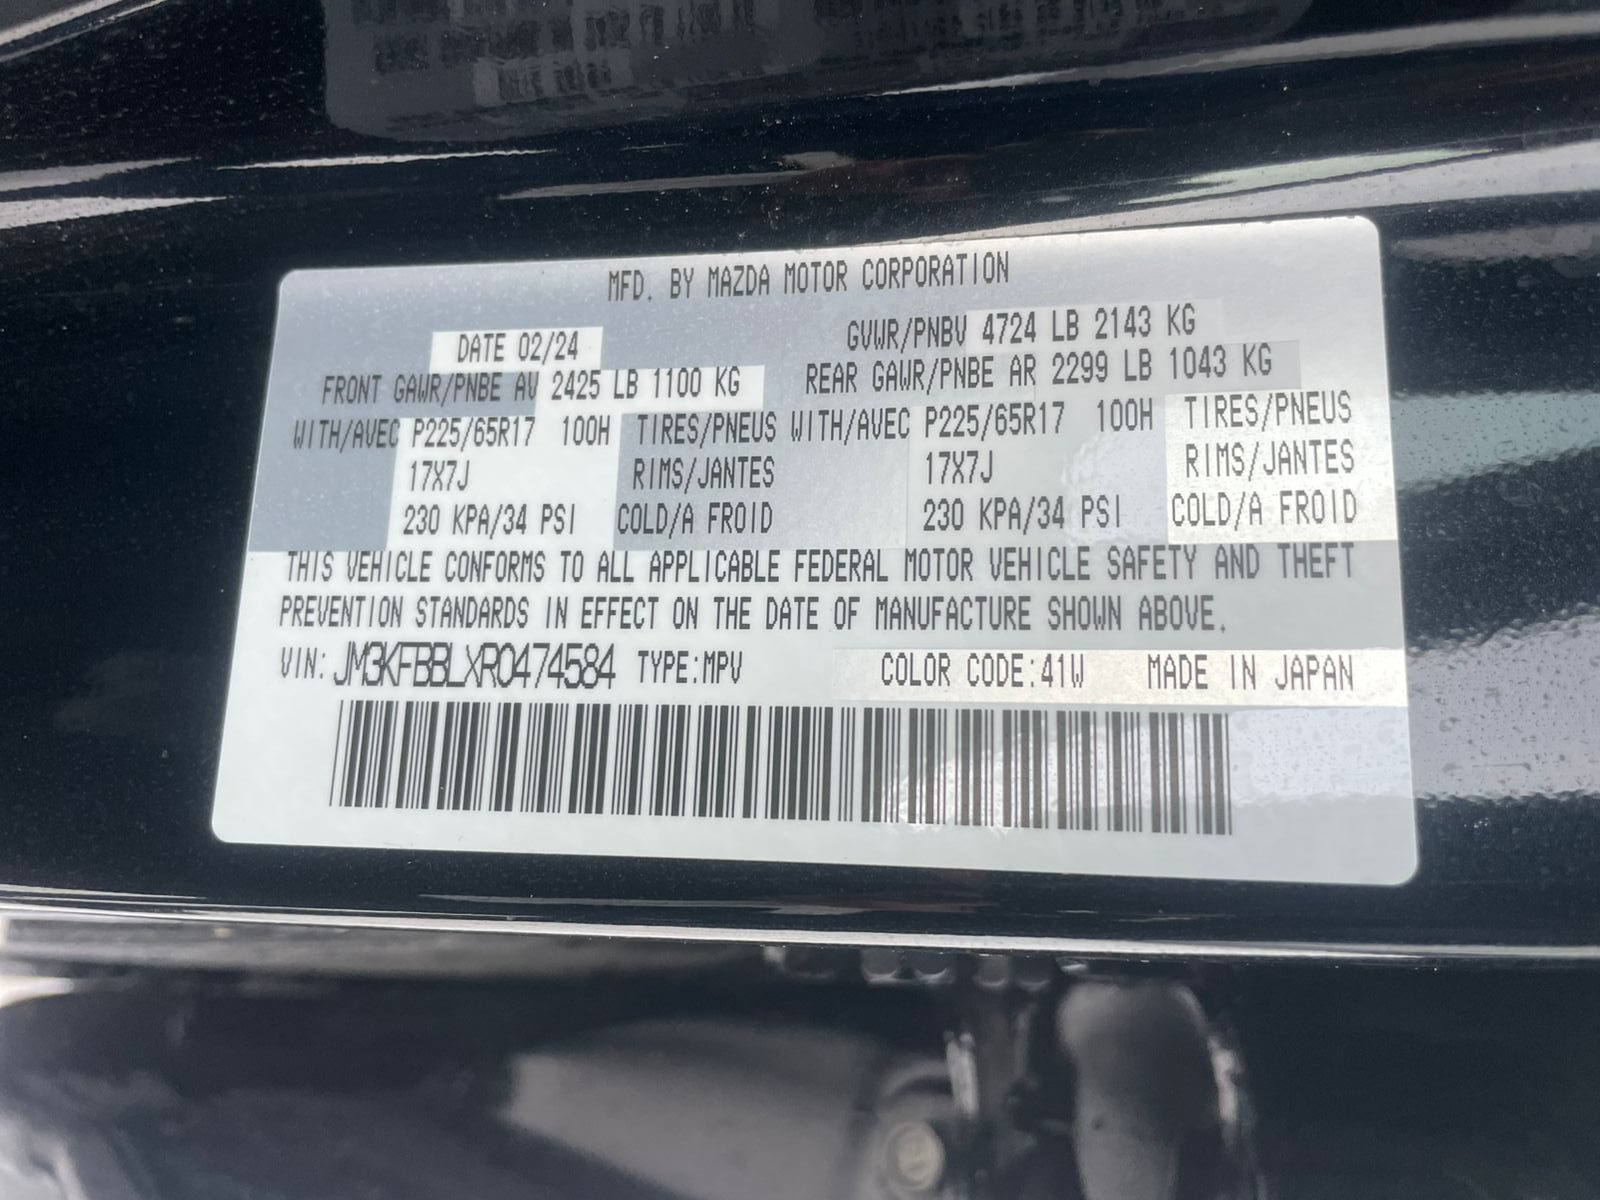 MFD. BY MAZDA MOTOR CORPORATION
DATE 02/24 GVWR/PNBV 4724 LB 2143 KG
FRONT GAWR/PNBE AV 2425 LB 1100 KG REAR GAWR/PNBE AR 2299 LB 1043 KG
WITH/AVEC P225/65R17 100H TIRES/PNEUS WITH/AVEC P225/65R17 100H TIRES/PNEUS
17X7J RIMS/JANTES 17X7J RIMS/JANTES
230 KPA/34 PSI COLD/A FROID 230 KPA/34 PSI COLD/A FROID
THIS VEHICLE CONFORMS TO ALL APPLICABLE FEDERAL MOTOR VEHICLE SAFETY AND THEFT
PREVENTION STANDARDS IN EFFECT ON THE DATE OF MANUFACTURE SHOWN ABOVE.
VIN: JM3KFBBLXR0474584 TYPE:MPV COLOR CODE:41W MADE IN JAPAN